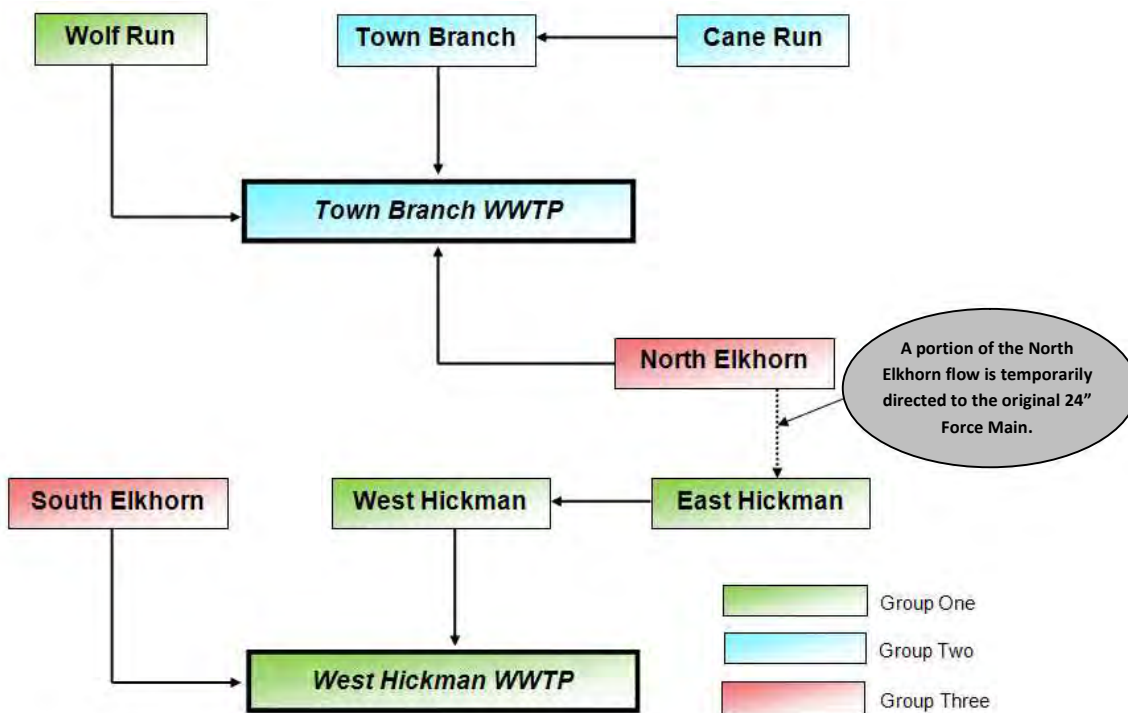 Wolf Run
Town Branch
Cane Run
Town Branch WWTP
North Elkhorn
A portion of the North
Elkhorn flow is temporarily
directed to the original 24”
Force Main.
South Elkhorn
West Hickman
East Hickman
West Hickman WWTP
Group One
Group Two
Group Three